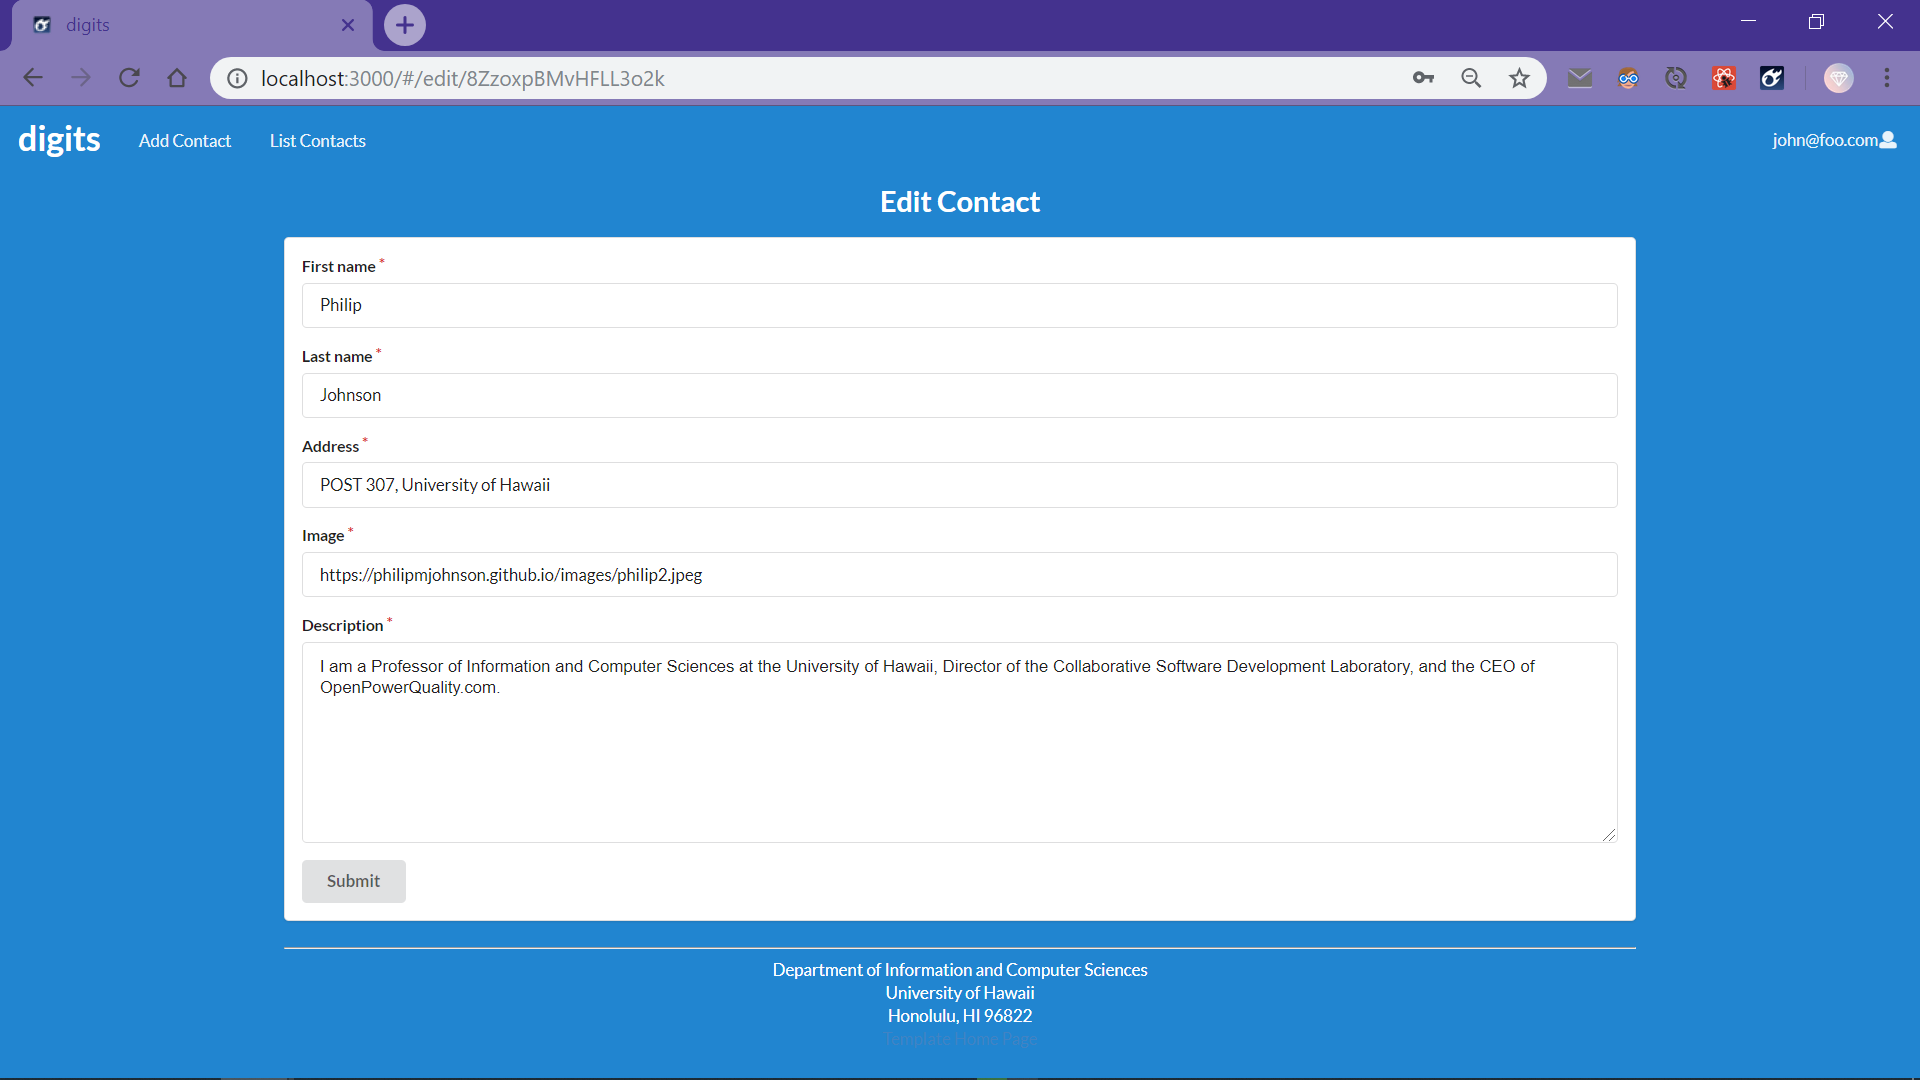 digits
localhost:3000/#/edit/8ZzoxpBMvHFLL3o2k
digits Add Contact List Contacts john@foo.com
Edit Contact
First name *
Philip
Last name *
Johnson
Address *
POST 307, University of Hawaii
Image *
https://philipmjohnson.github.io/images/philip2.jpeg
Description *
I am a Professor of Information and Computer Sciences at the University of Hawaii, Director of the Collaborative Software Development Laboratory, and the CEO of
OpenPowerQuality.com.
Submit
Department of Information and Computer Sciences
University of Hawaii
Honolulu, HI 96822
Template Home Page